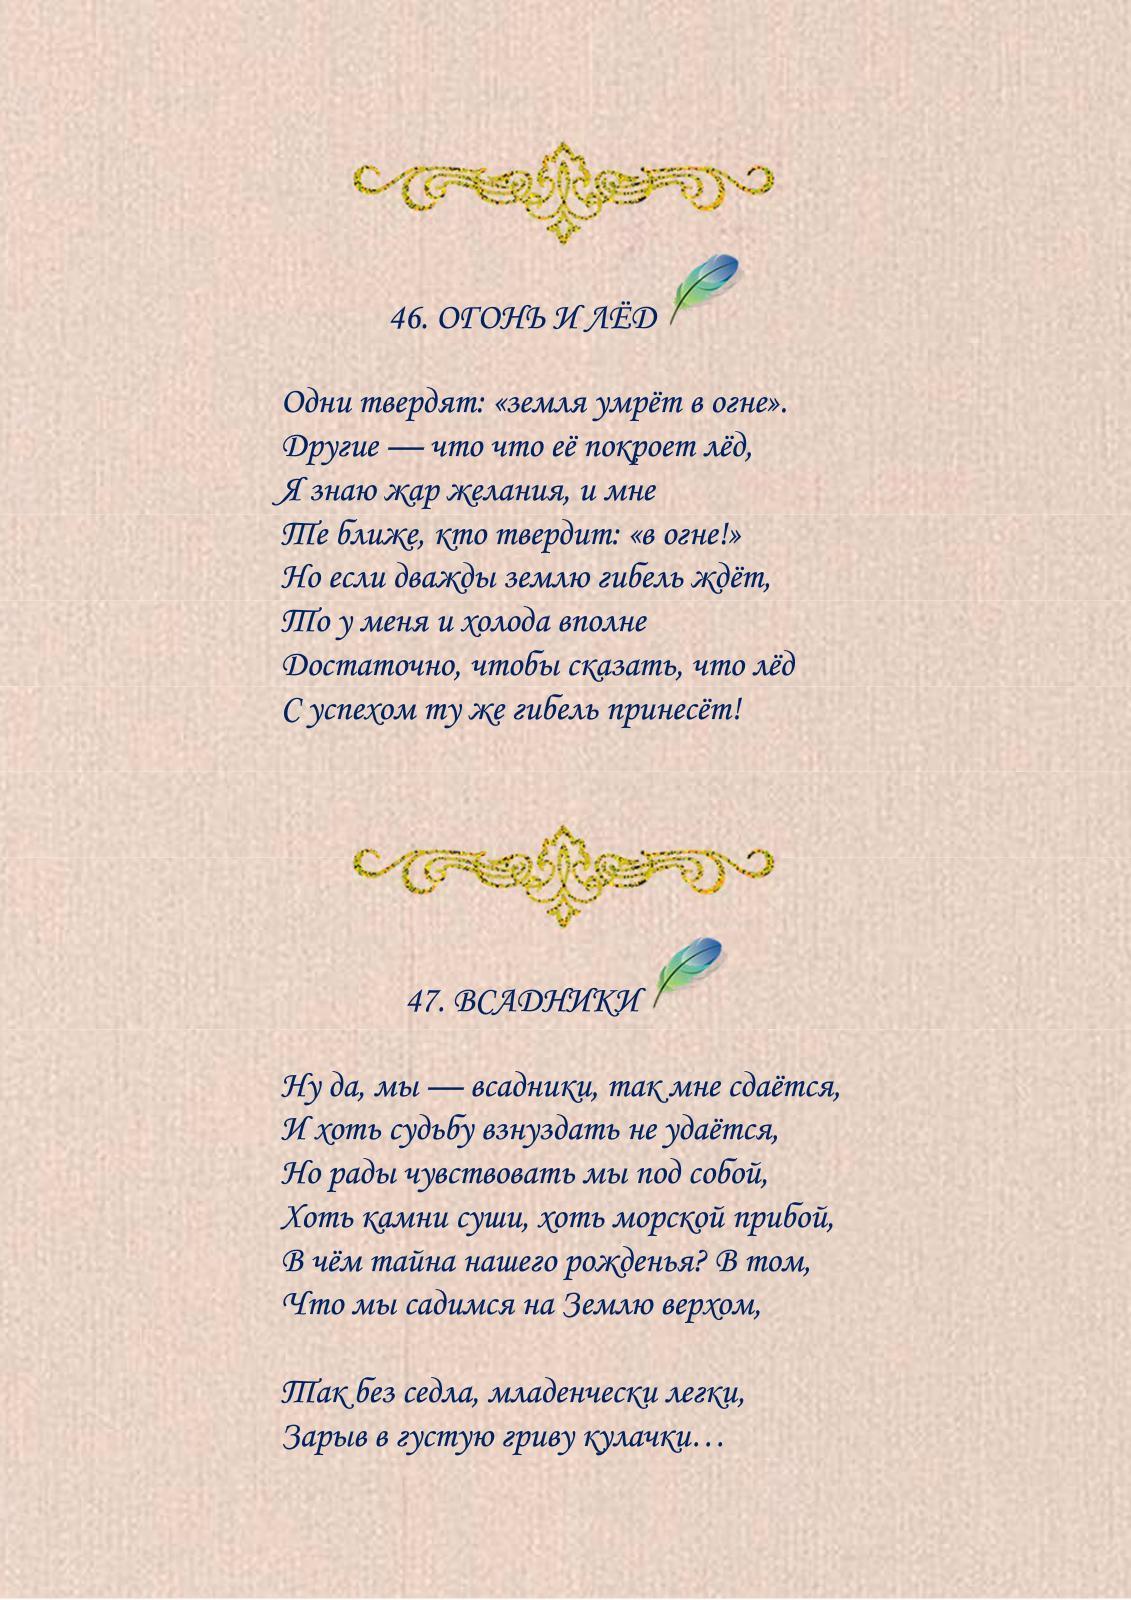 46. ОГОНЬ И ЛЁД
Одни твердят: «земля умрёт в огне».
Другие — что что её покроет лёд,
Я знаю жар желания, и мне
Те ближе, кто твердит: «в огне!»
Но если дважды землю гибель ждёт,
То у меня и холода вполне
Достаточно, чтобы сказать, что лёд
С успехом ту же гибель принесёт!
47. ВСАДНИКИ
Ну да, мы — всадники, так мне сдаётся,
И хоть судьбу взнуздать не удаётся,
Но рады чувствовать мы под собой,
Хоть камни суши, хоть морской прибой,
В чём тайна нашего рожденья? В том,
Что мы садимся на Землю верхом,
Так без седла, младенчески легки,
Зарыв в густую гриву кулачки…